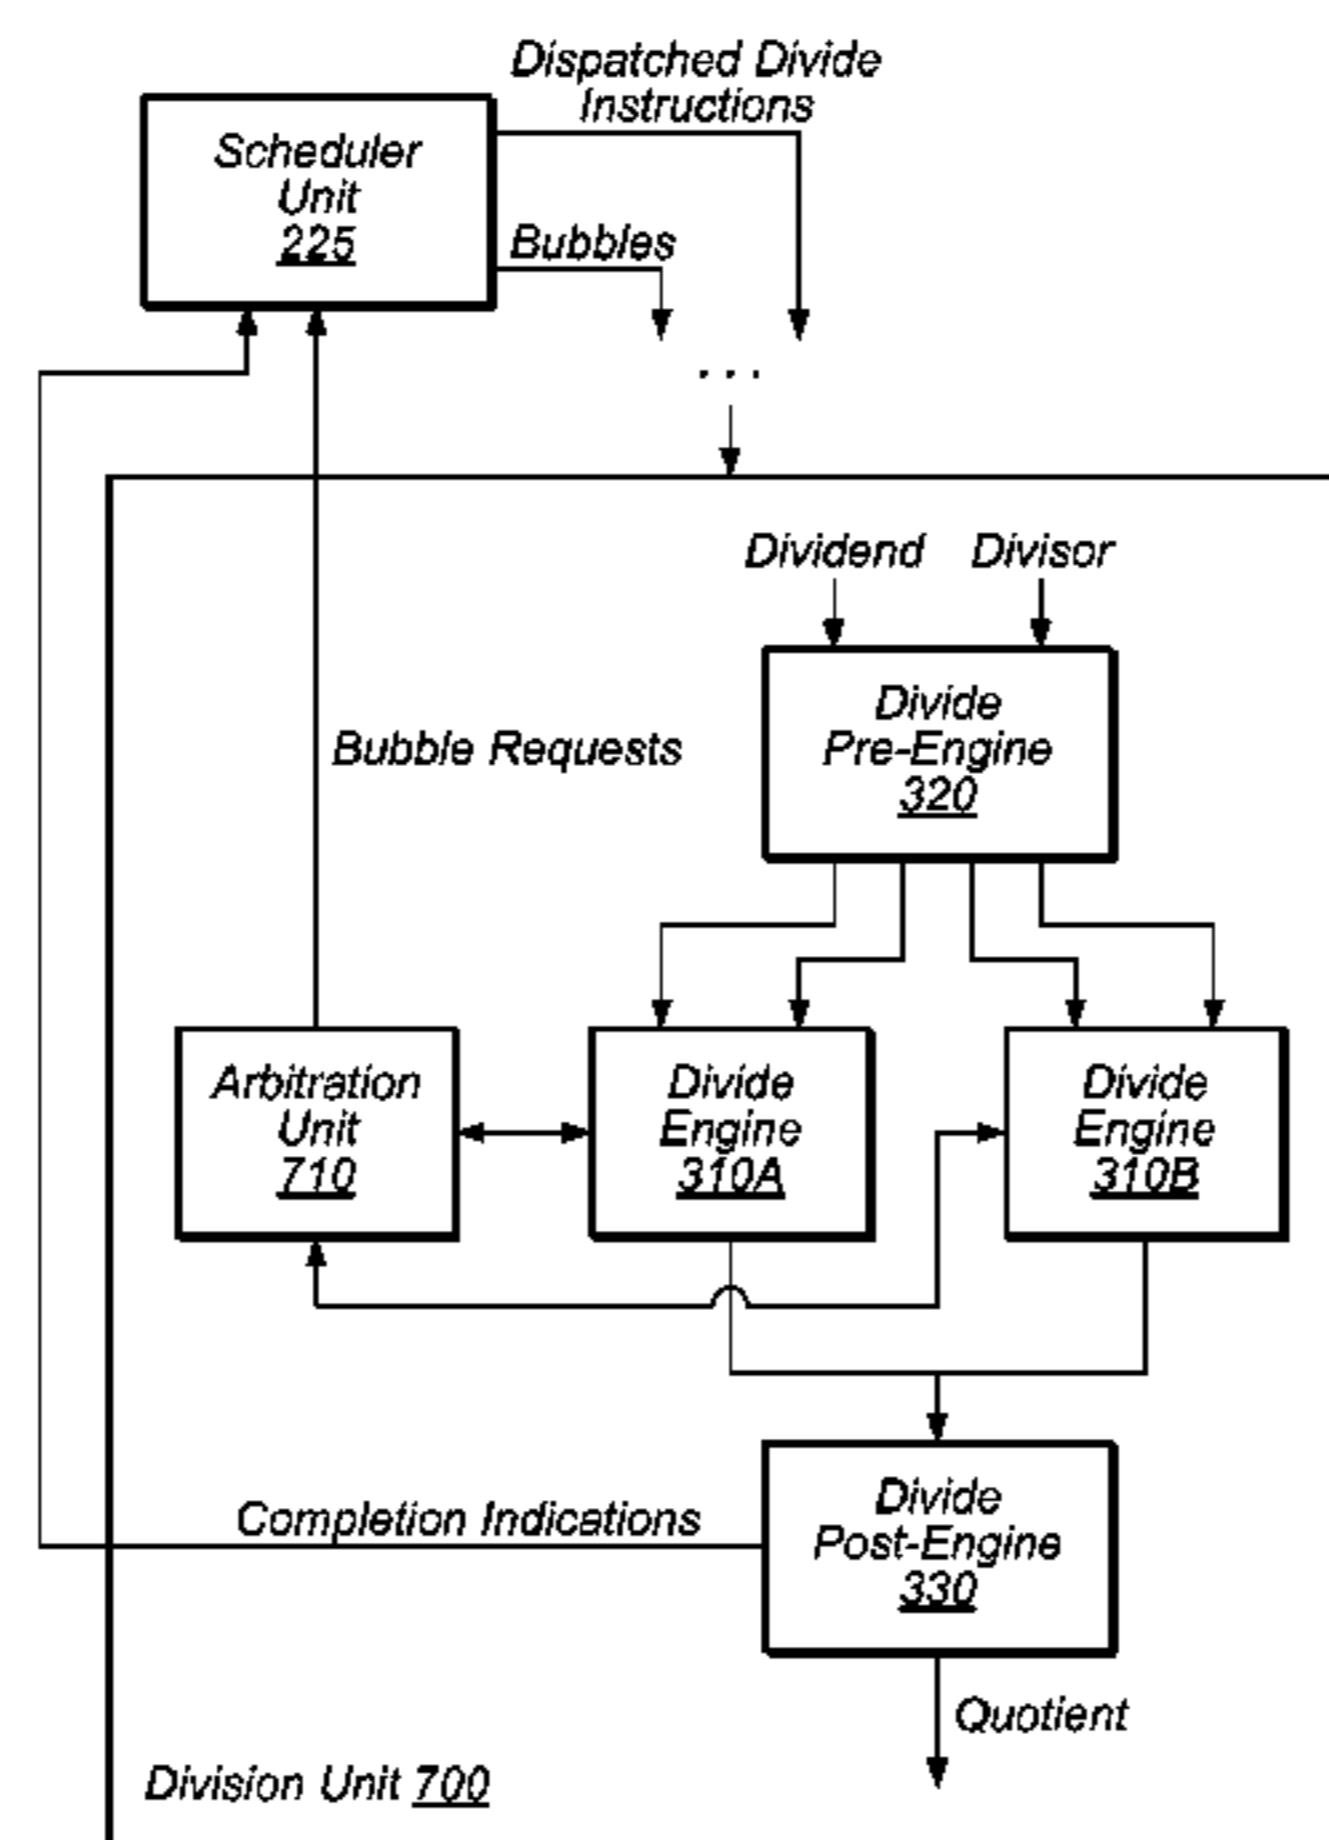 Dispatched Divide
Instructions
Scheduler
Unit
225
Bubbles
...
Dividend
Divisor
Divide
Pre-Engine
320
Bubble Requests
Arbitration
Unit
710
Divide
Engine
310A
Divide
Engine
310B
Completion Indications
Divide
Post-Engine
330
Quotient
Division Unit 700